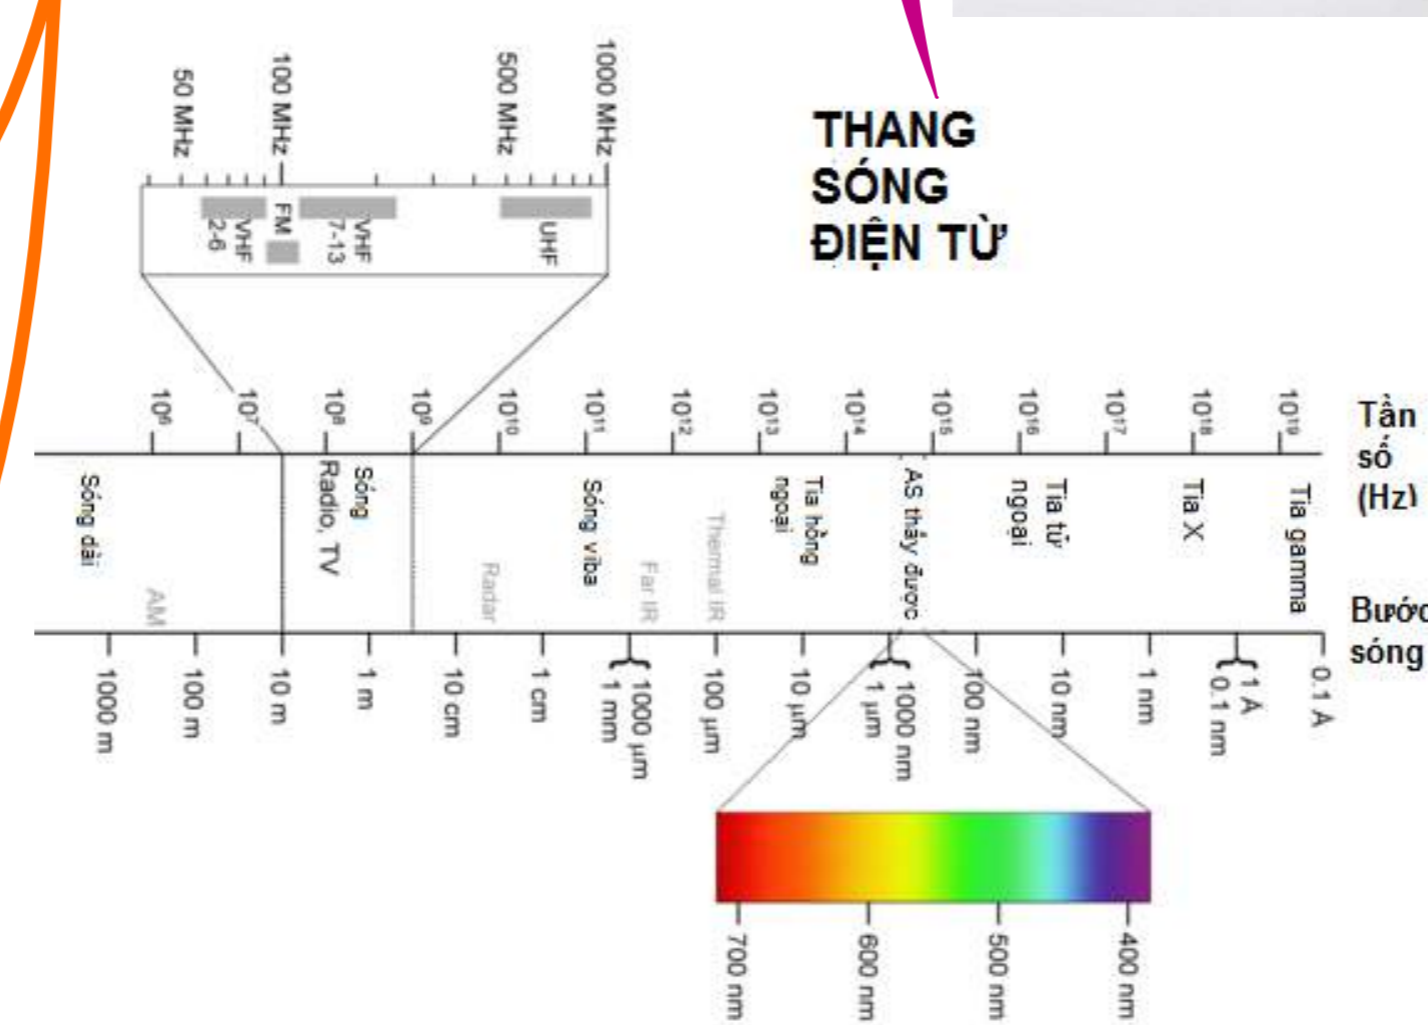 THANG
SÓNG
ĐIỆN TỪ
50 MHz
100 MHz
500 MHz
1000 MHz
VHF
2-6
FM
VHF
7-13
UHF
10⁶
10⁷
10⁸
10⁹
10¹⁰
10¹¹
10¹²
10¹³
10¹⁴
10¹⁵
10¹⁶
10¹⁷
10¹⁸
10¹⁹
Tần
số
(Hz)
Sóng dài
AM
Sóng
Radio, TV
Radar
Sóng viba
Far IR
Thermal IR
Tia hồng
ngoại
AS thấy được
Tia tử
ngoại
Tia X
Tia gamma
Bước
sóng
1000 m
100 m
10 m
1 m
10 cm
1 cm
1000 µm
1 mm
100 µm
10 µm
1000 nm
1 µm
100 nm
10 nm
1 nm
1 Å
0.1 nm
0.1 Å
700 nm
600 nm
500 nm
400 nm